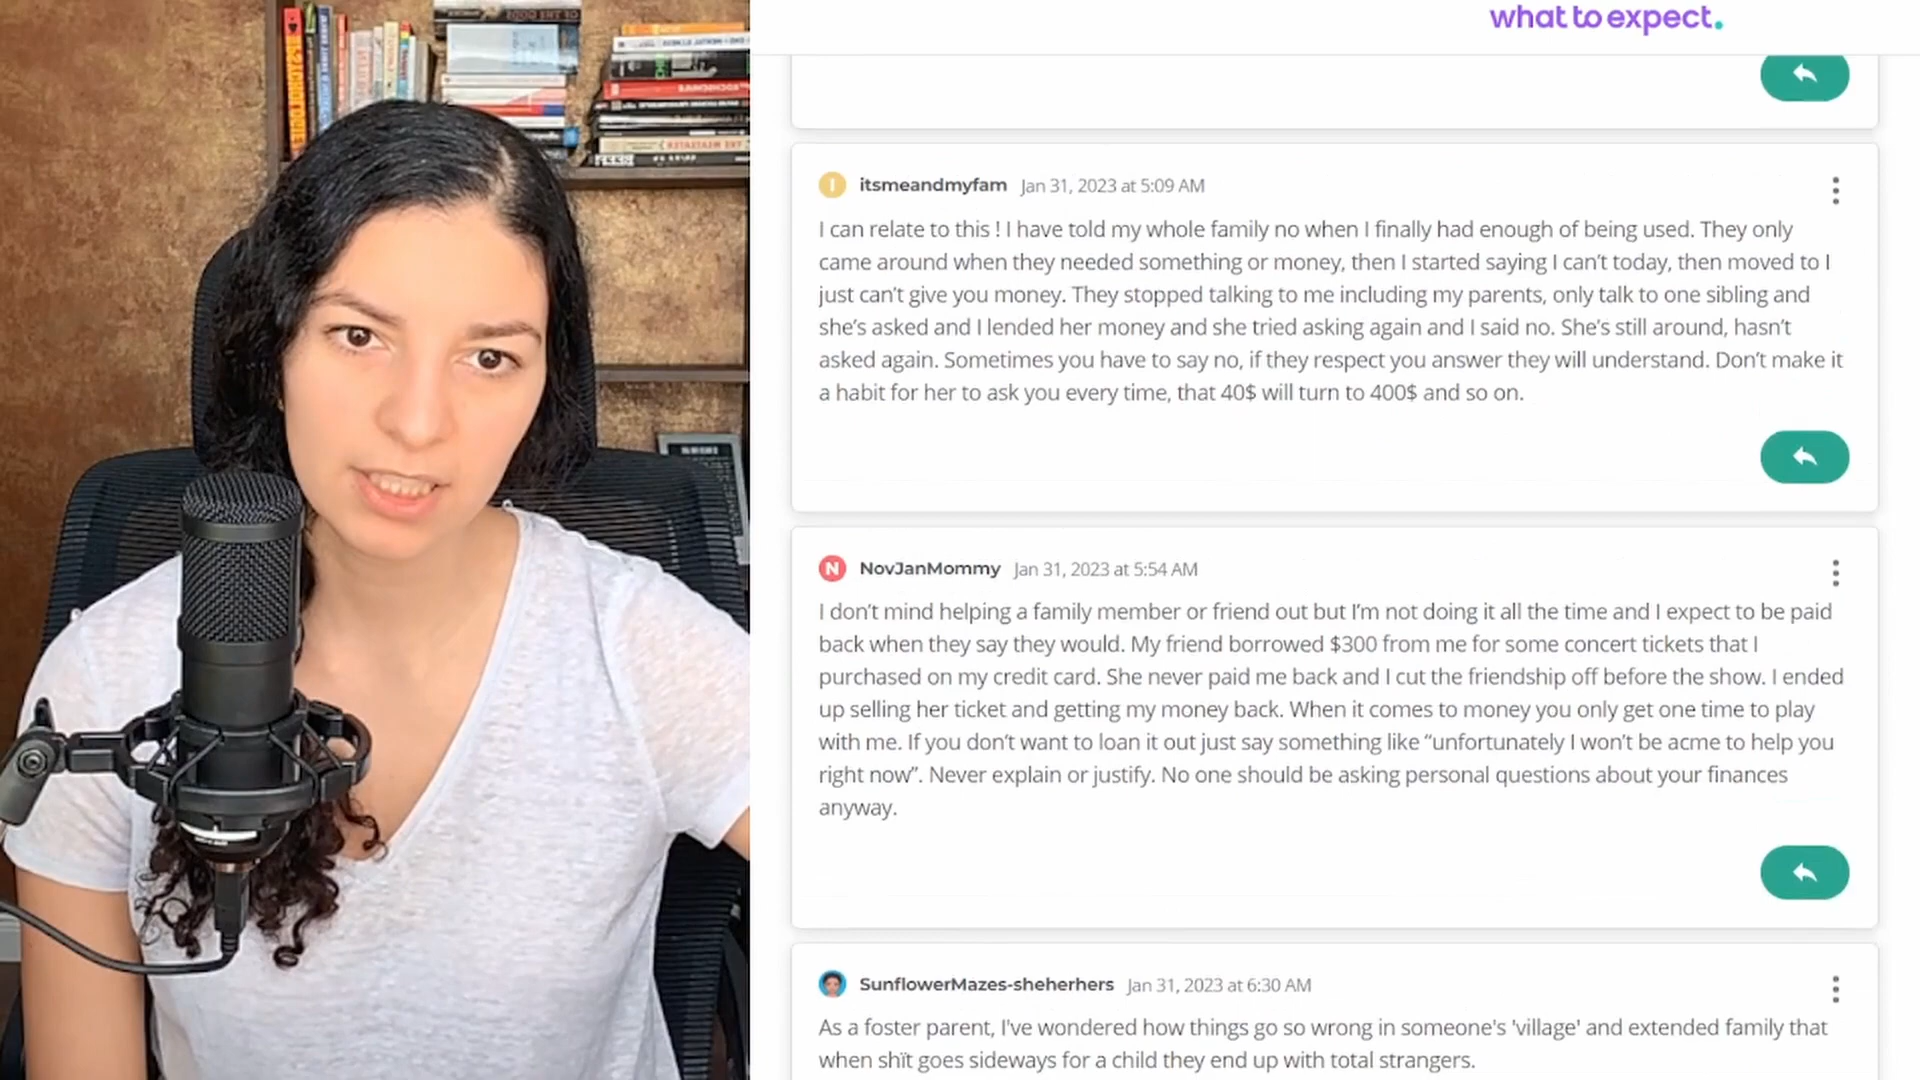 what to expect.
I itsmeandmyfam Jan 31, 2023 at 5:09 AM
I can relate to this ! I have told my whole family no when I finally had enough of being used. They only
came around when they needed something or money, then I started saying I can’t today, then moved to I
just can’t give you money. They stopped talking to me including my parents, only talk to one sibling and
she’s asked and I lended her money and she tried asking again and I said no. She’s still around, hasn’t
asked again. Sometimes you have to say no, if they respect you answer they will understand. Don’t make it
a habit for her to ask you every time, that 40$ will turn to 400$ and so on.
N NovJanMommy Jan 31, 2023 at 5:54 AM
I don’t mind helping a family member or friend out but I’m not doing it all the time and I expect to be paid
back when they say they would. My friend borrowed $300 from me for some concert tickets that I
purchased on my credit card. She never paid me back and I cut the friendship off before the show. I ended
up selling her ticket and getting my money back. When it comes to money you only get one time to play
with me. If you don’t want to loan it out just say something like “unfortunately I won’t be acme to help you
right now”. Never explain or justify. No one should be asking personal questions about your finances
anyway.
SunflowerMazes-sheherhers Jan 31, 2023 at 6:30 AM
As a foster parent, I've wondered how things go so wrong in someone's 'village' and extended family that
when shït goes sideways for a child they end up with total strangers.